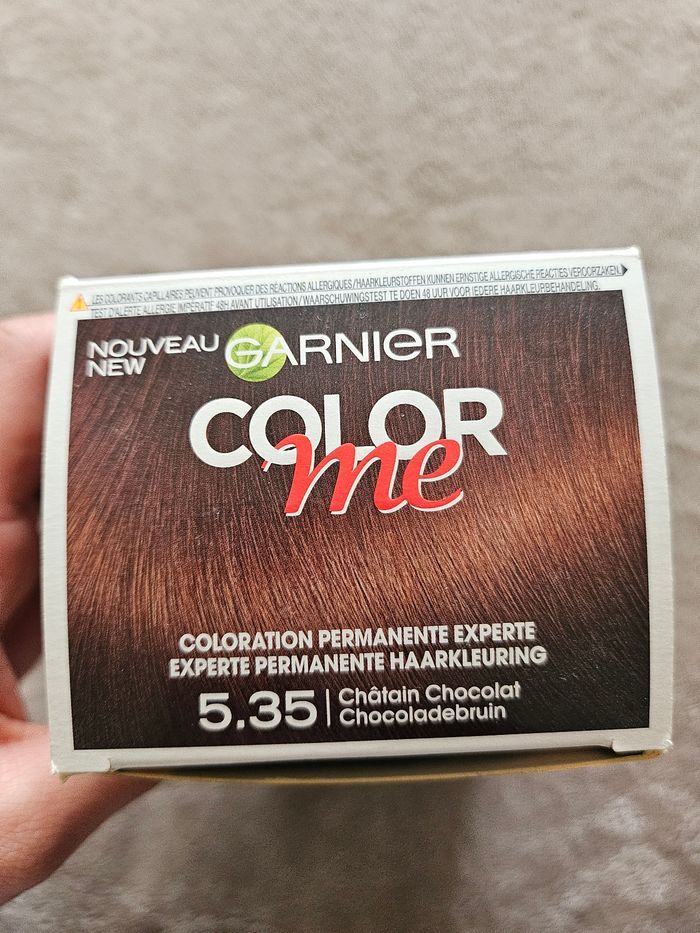 LES COLORANTS CAPILLAIRES PEUVENT PROVOQUER DES RÉACTIONS ALLERGIQUES/HAARKLEURSTOFFEN KUNNEN ERNSTIGE ALLERGISCHE REACTIES VEROORZAKEN.
TEST D'ALERTE ALLERGIE IMPÉRATIF 48H AVANT UTILISATION/WAARSCHUWINGSTEST TE DOEN 48 UUR VOOR IEDERE HAARKLEURBEHANDELING.
NOUVEAU
NEW
GARNIER
COLOR
me
COLORATION PERMANENTE EXPERTE
EXPERTE PERMANENTE HAARKLEURING
5.35
Châtain Chocolat
Chocoladebruin